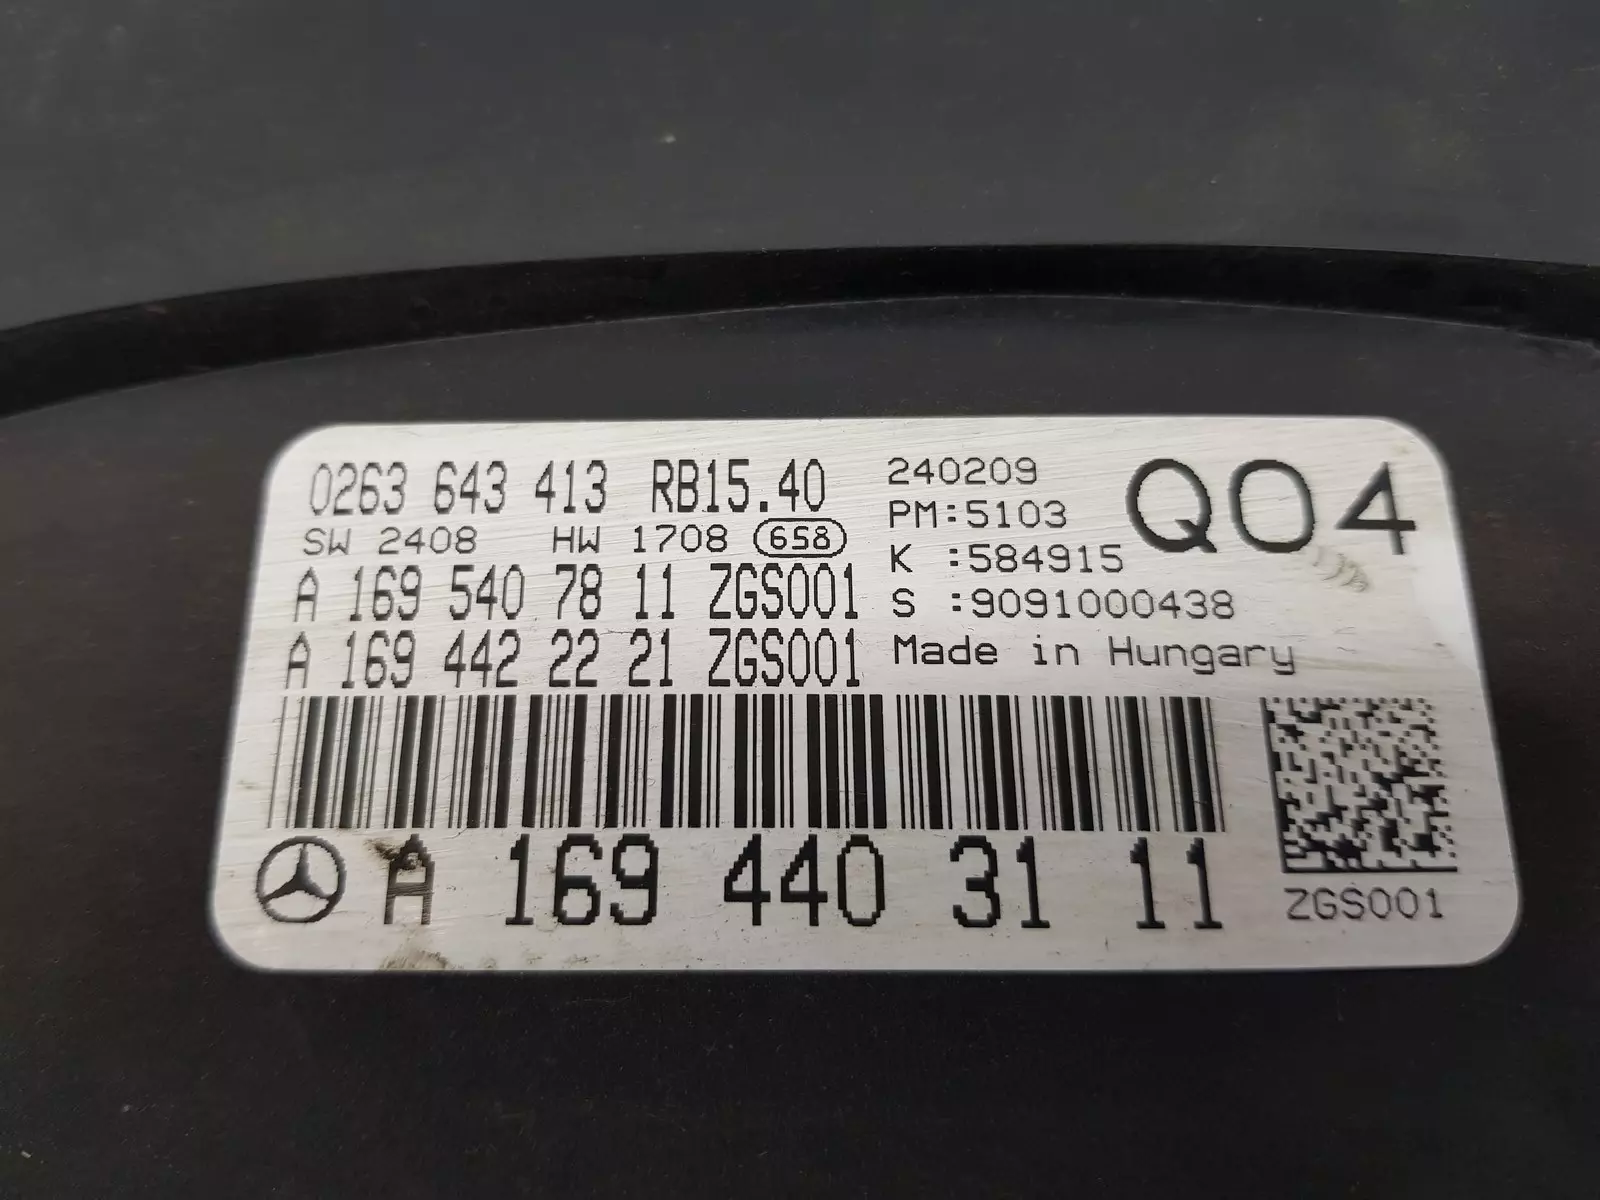 0263 643 413 RB15.40
SW 2408 HW 1708 658
A 169 540 78 11 ZGS001
A 169 442 22 21 ZGS001
240209
PM:5103
K :584915
S :9091000438
Made in Hungary
Q04
A 169 440 31 11
ZGS001